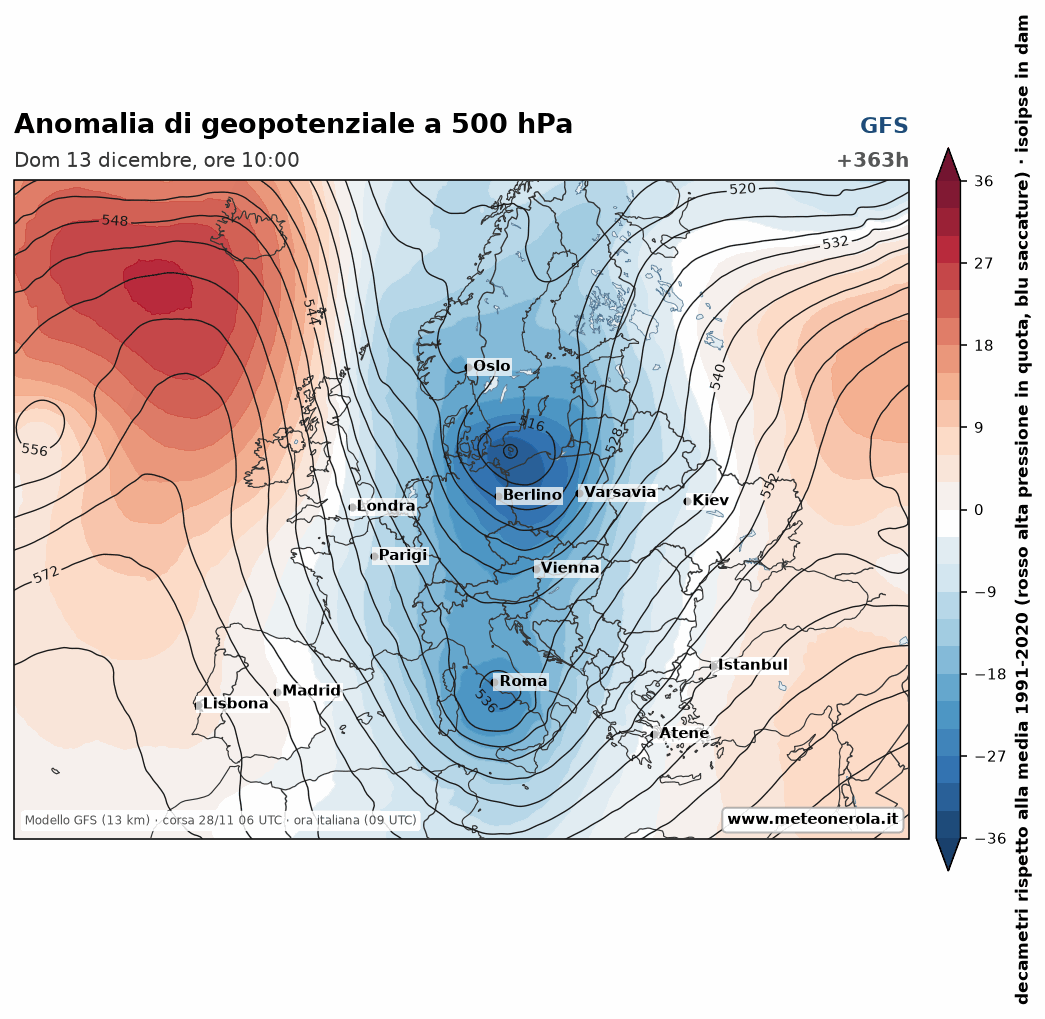 Anomalia di geopotenziale a 500 hPa
GFS
Dom 13 dicembre, ore 10:00
+363h
520
548
532
544
Oslo
540
516
528
556
552
Berlino
Varsavia
Kiev
Londra
Parigi
Vienna
572
Istanbul
Roma
Madrid
536
Lisbona
Atene
Modello GFS (13 km) · corsa 28/11 06 UTC · ora italiana (09 UTC)
www.meteonerola.it
36
27
18
9
0
−9
−18
−27
−36
decametri rispetto alla media 1991-2020 (rosso alta pressione in quota, blu saccature) · isoipse in dam